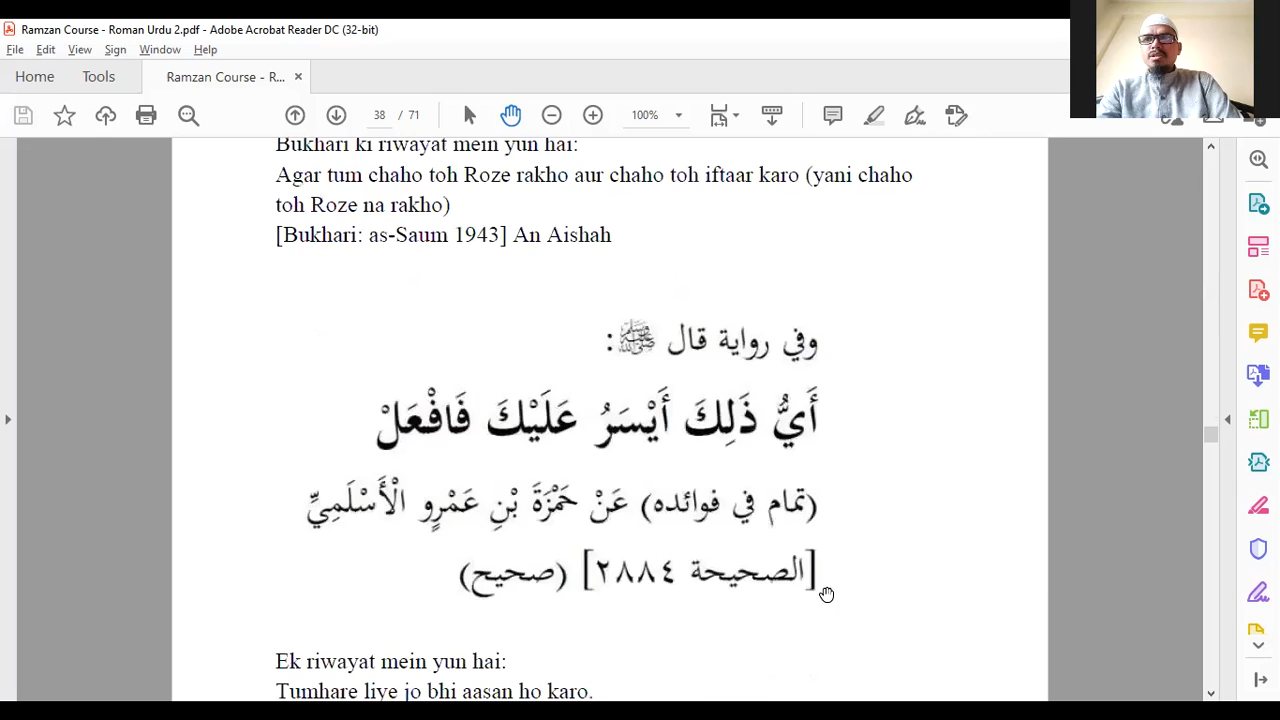 Ramzan Course - Roman Urdu 2.pdf - Adobe Acrobat Reader DC (32-bit)
File Edit View Sign Window Help
Home Tools Ramzan Course - R... ×
38 / 71 100%
Bukhari ki riwayat mein yun hai:
Agar tum chaho toh Roze rakho aur chaho toh iftaar karo (yani chaho
toh Roze na rakho)
[Bukhari: as-Saum 1943] An Aishah
وفي رواية قال ﷺ:
أَيُّ ذَلِكَ أَيْسَرُ عَلَيْكَ فَافْعَلْ
(تمام في فوائده) عَنْ حَمْزَةَ بْنِ عَمْرٍو الْأَسْلَمِيِّ
[الصحيحة ٢٨٨٤] (صحيح)
Ek riwayat mein yun hai:
Tumhare liye jo bhi aasan ho karo.